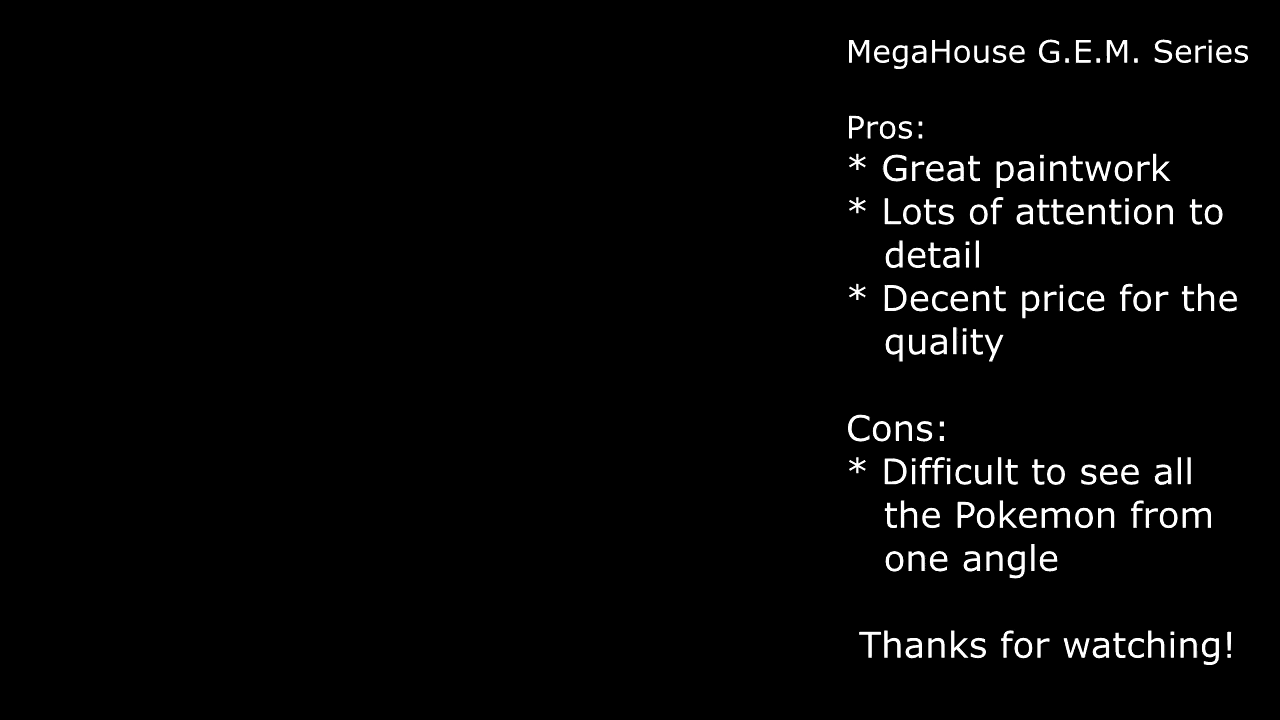 MegaHouse G.E.M. Series
Pros:
* Great paintwork
* Lots of attention to
detail
* Decent price for the
quality
Cons:
* Difficult to see all
the Pokemon from
one angle
Thanks for watching!